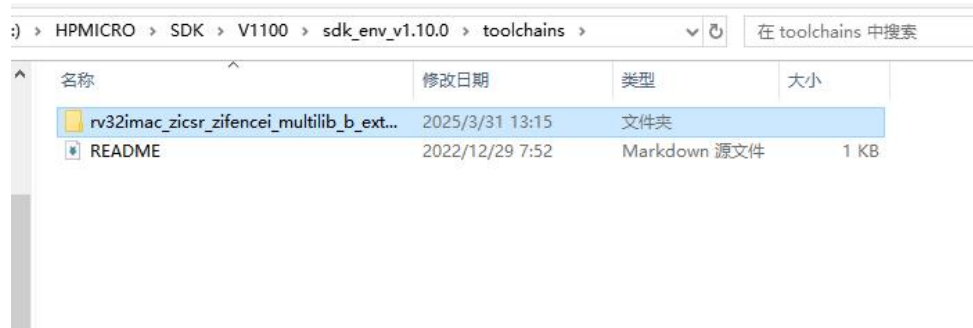 :) > HPMICRO > SDK > V1100 > sdk_env_v1.10.0 > toolchains > 在 toolchains 中搜索
名称 修改日期 类型 大小
rv32imac_zicsr_zifencei_multilib_b_ext... 2025/3/31 13:15 文件夹
README 2022/12/29 7:52 Markdown 源文件 1 KB